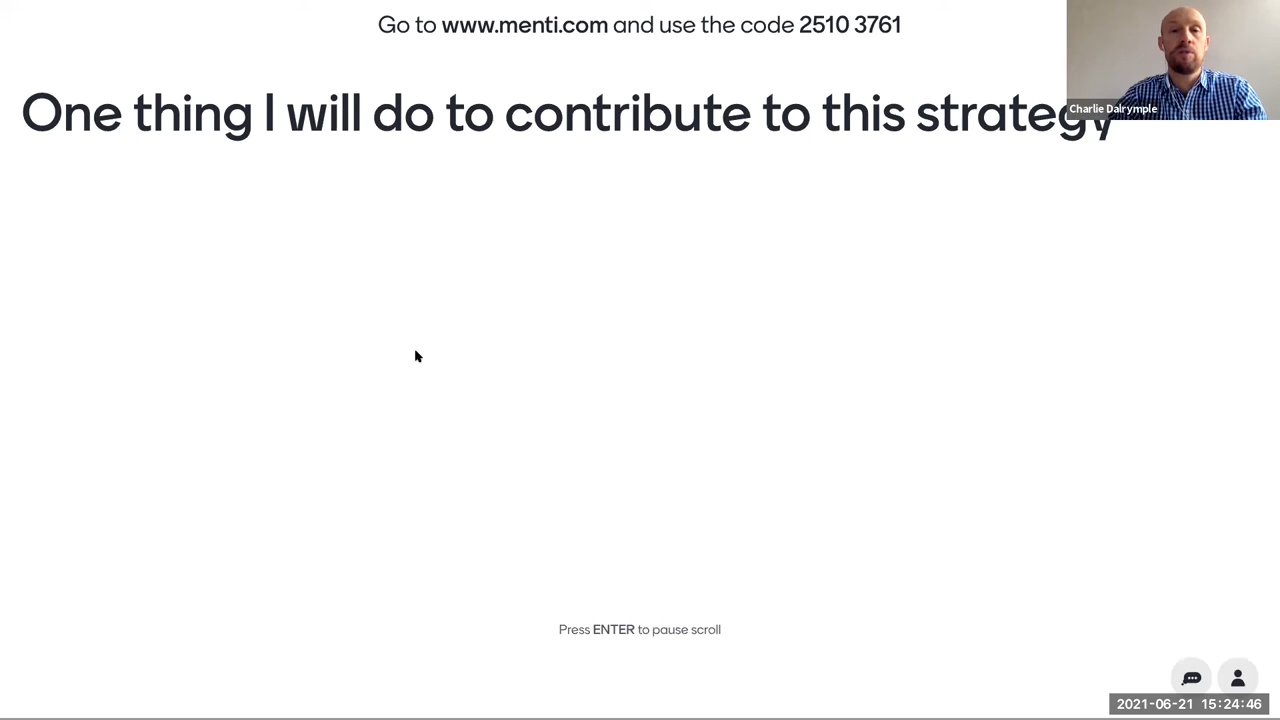 Go to www.menti.com and use the code 2510 3761
One thing I will do to contribute to this strategy
Charlie Dalrymple
Press ENTER to pause scroll
2021-06-21 15:24:46